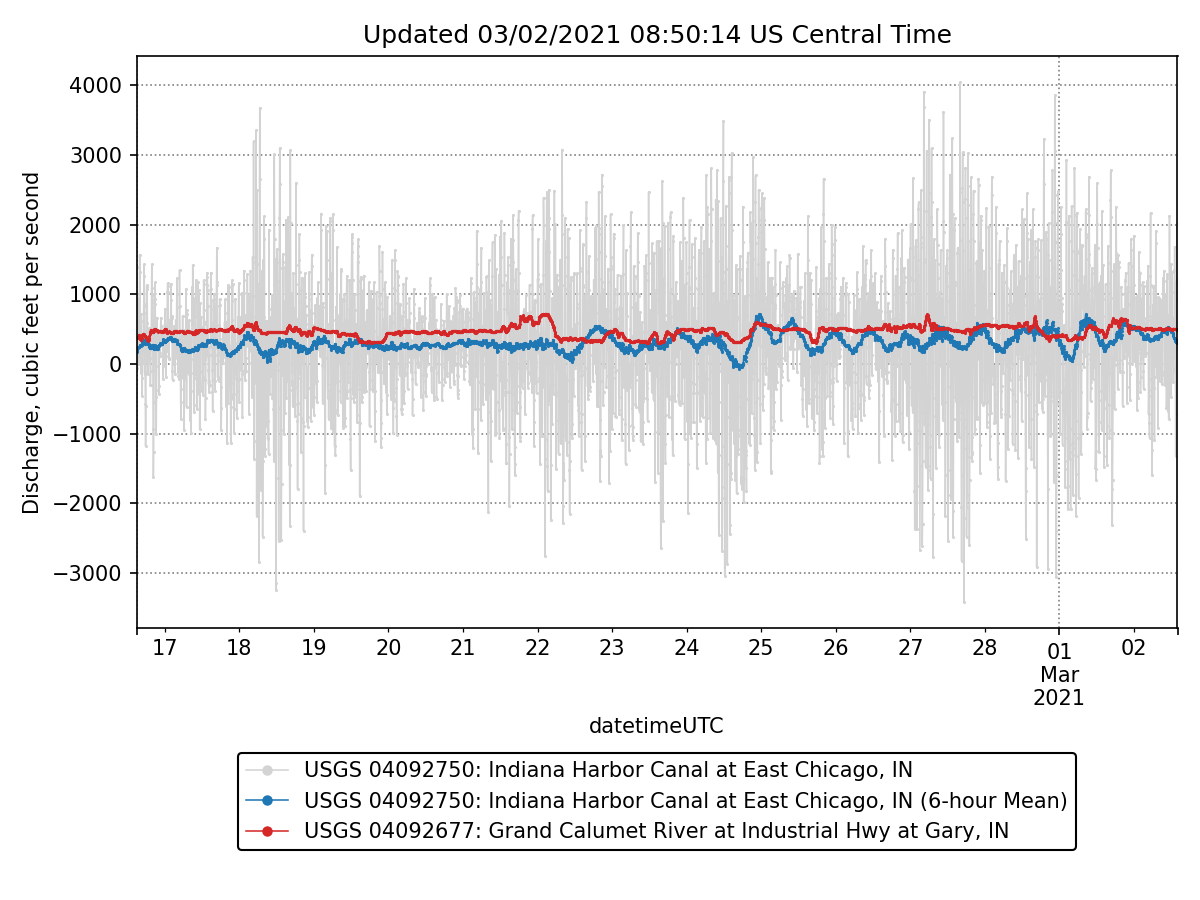 Updated 03/02/2021 08:50:14 US Central Time
Discharge, cubic feet per second
4000
3000
2000
1000
0
−1000
−2000
−3000
17 18 19 20 21 22 23 24 25 26 27 28 01 02
Mar
2021
datetimeUTC
USGS 04092750: Indiana Harbor Canal at East Chicago, IN
USGS 04092750: Indiana Harbor Canal at East Chicago, IN (6-hour Mean)
USGS 04092677: Grand Calumet River at Industrial Hwy at Gary, IN